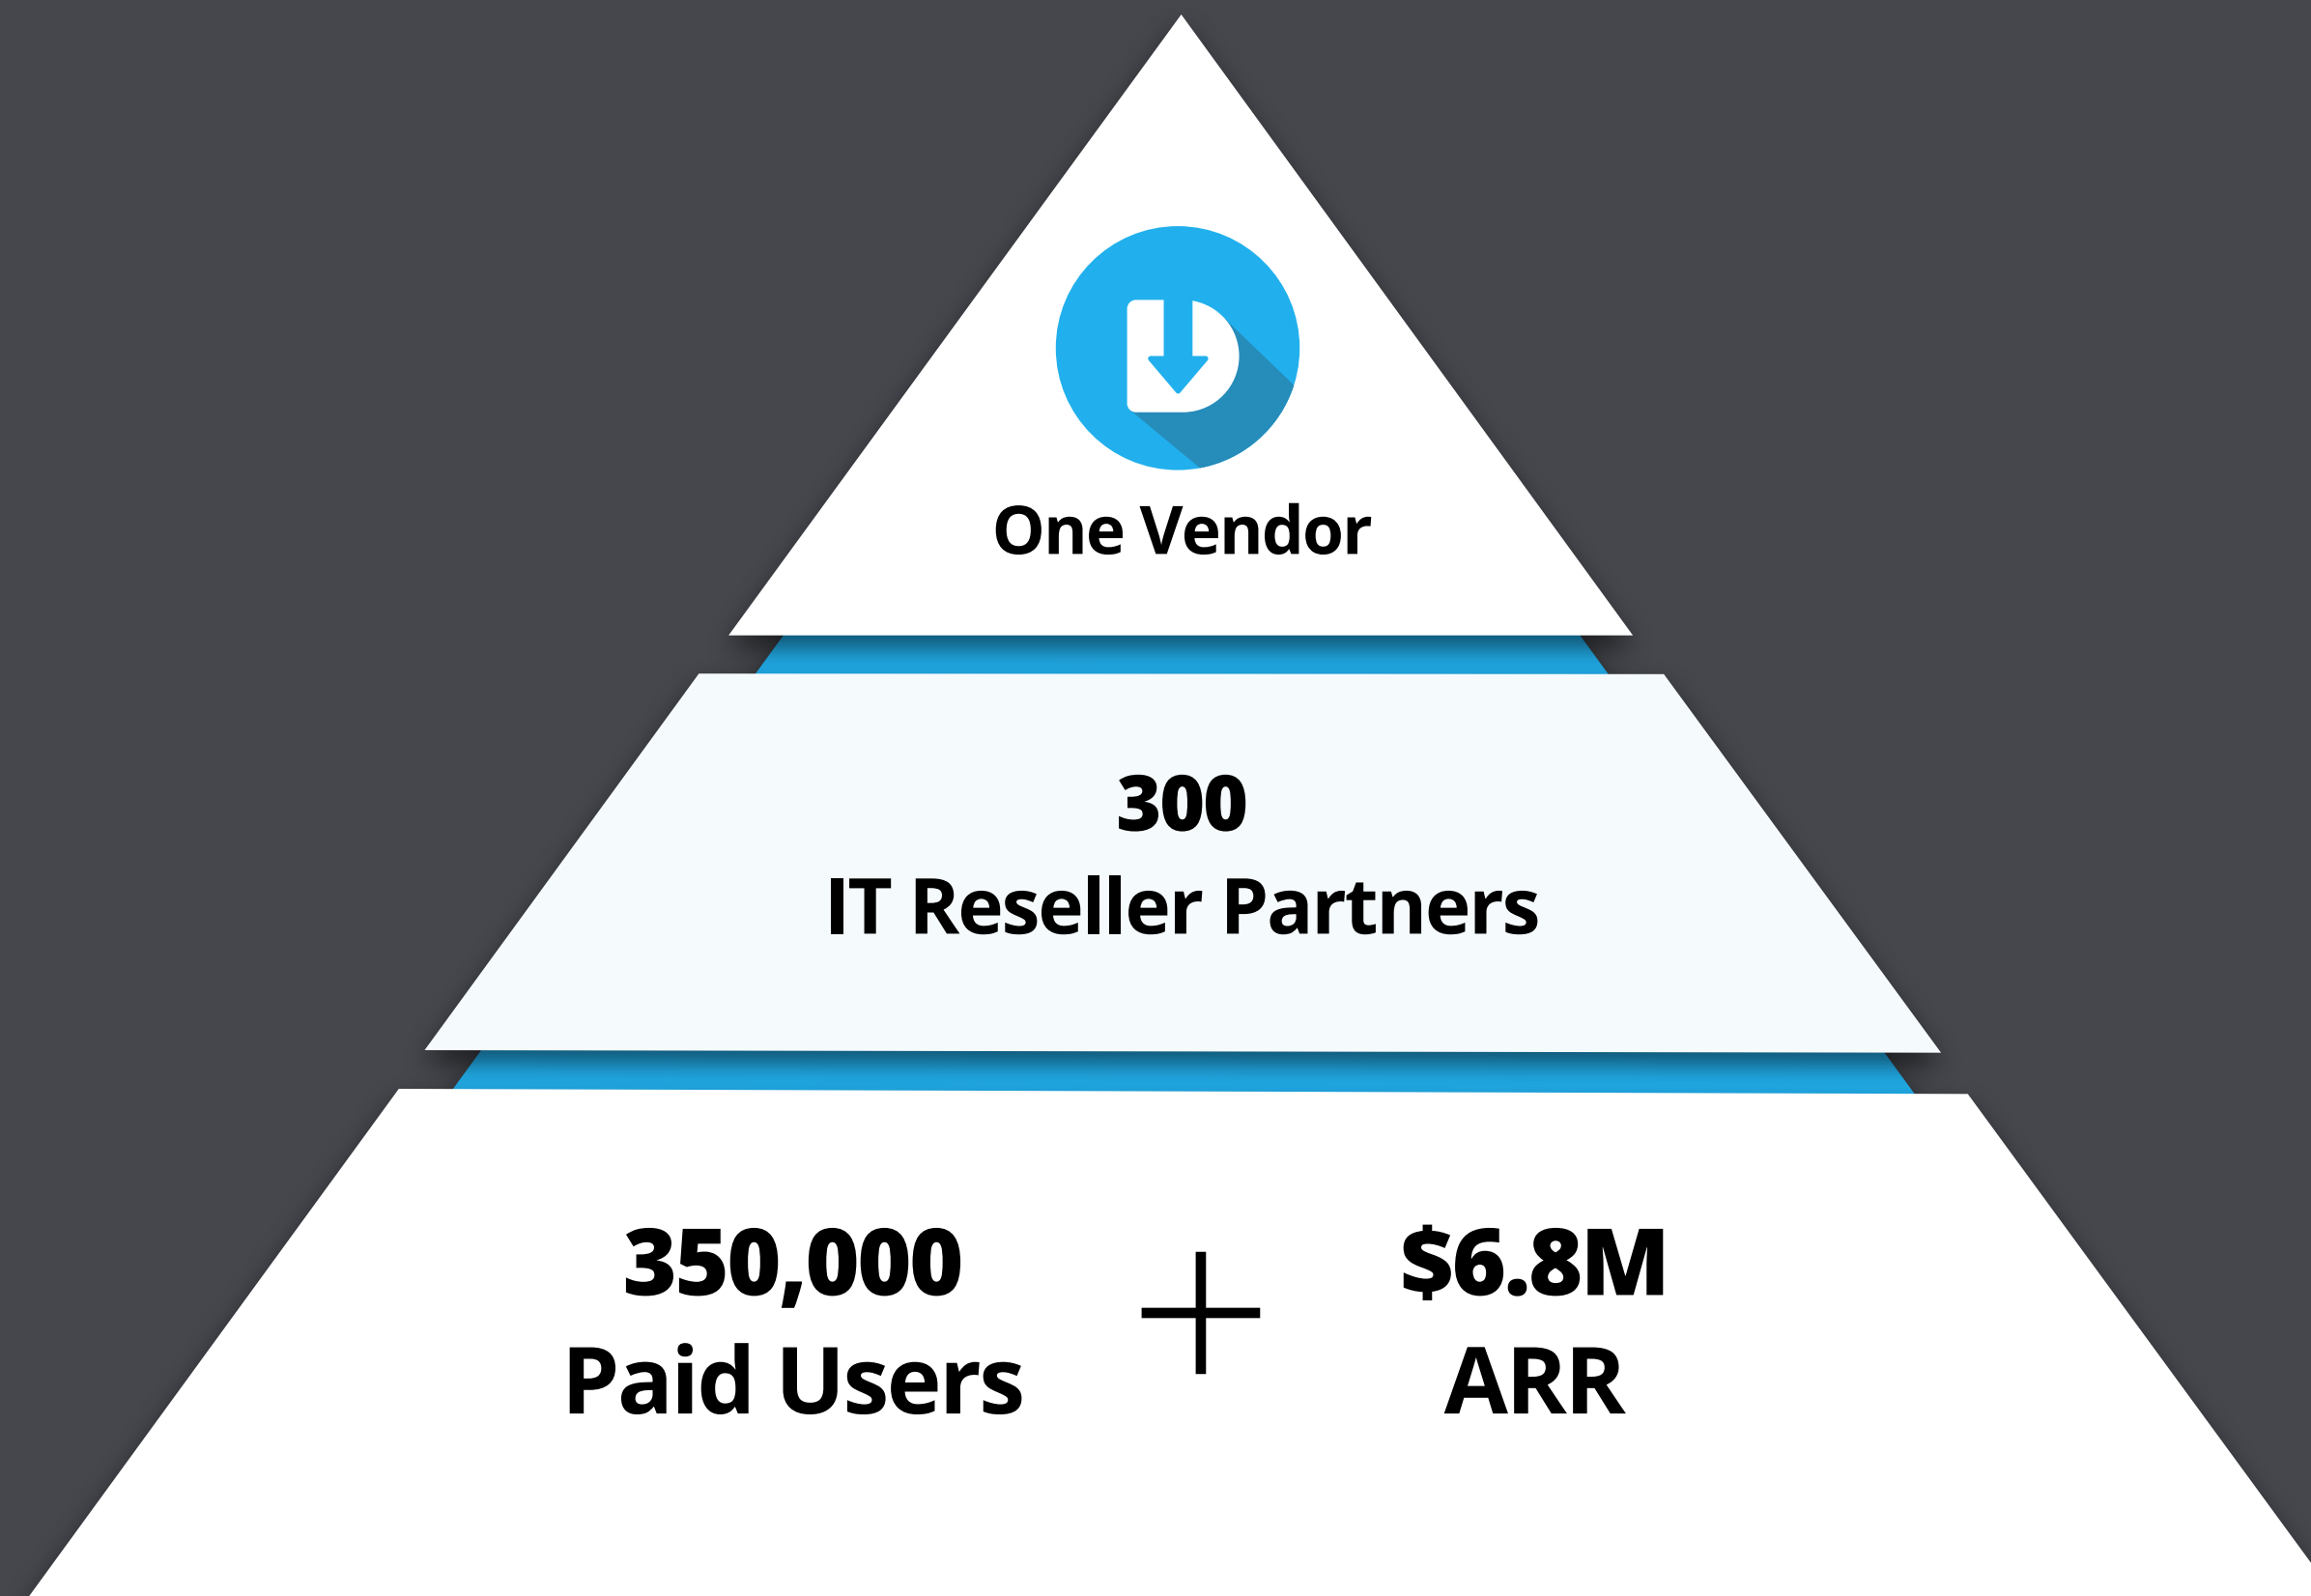 One Vendor
300
IT Reseller Partners
350,000
Paid Users
+
$6.8M
ARR